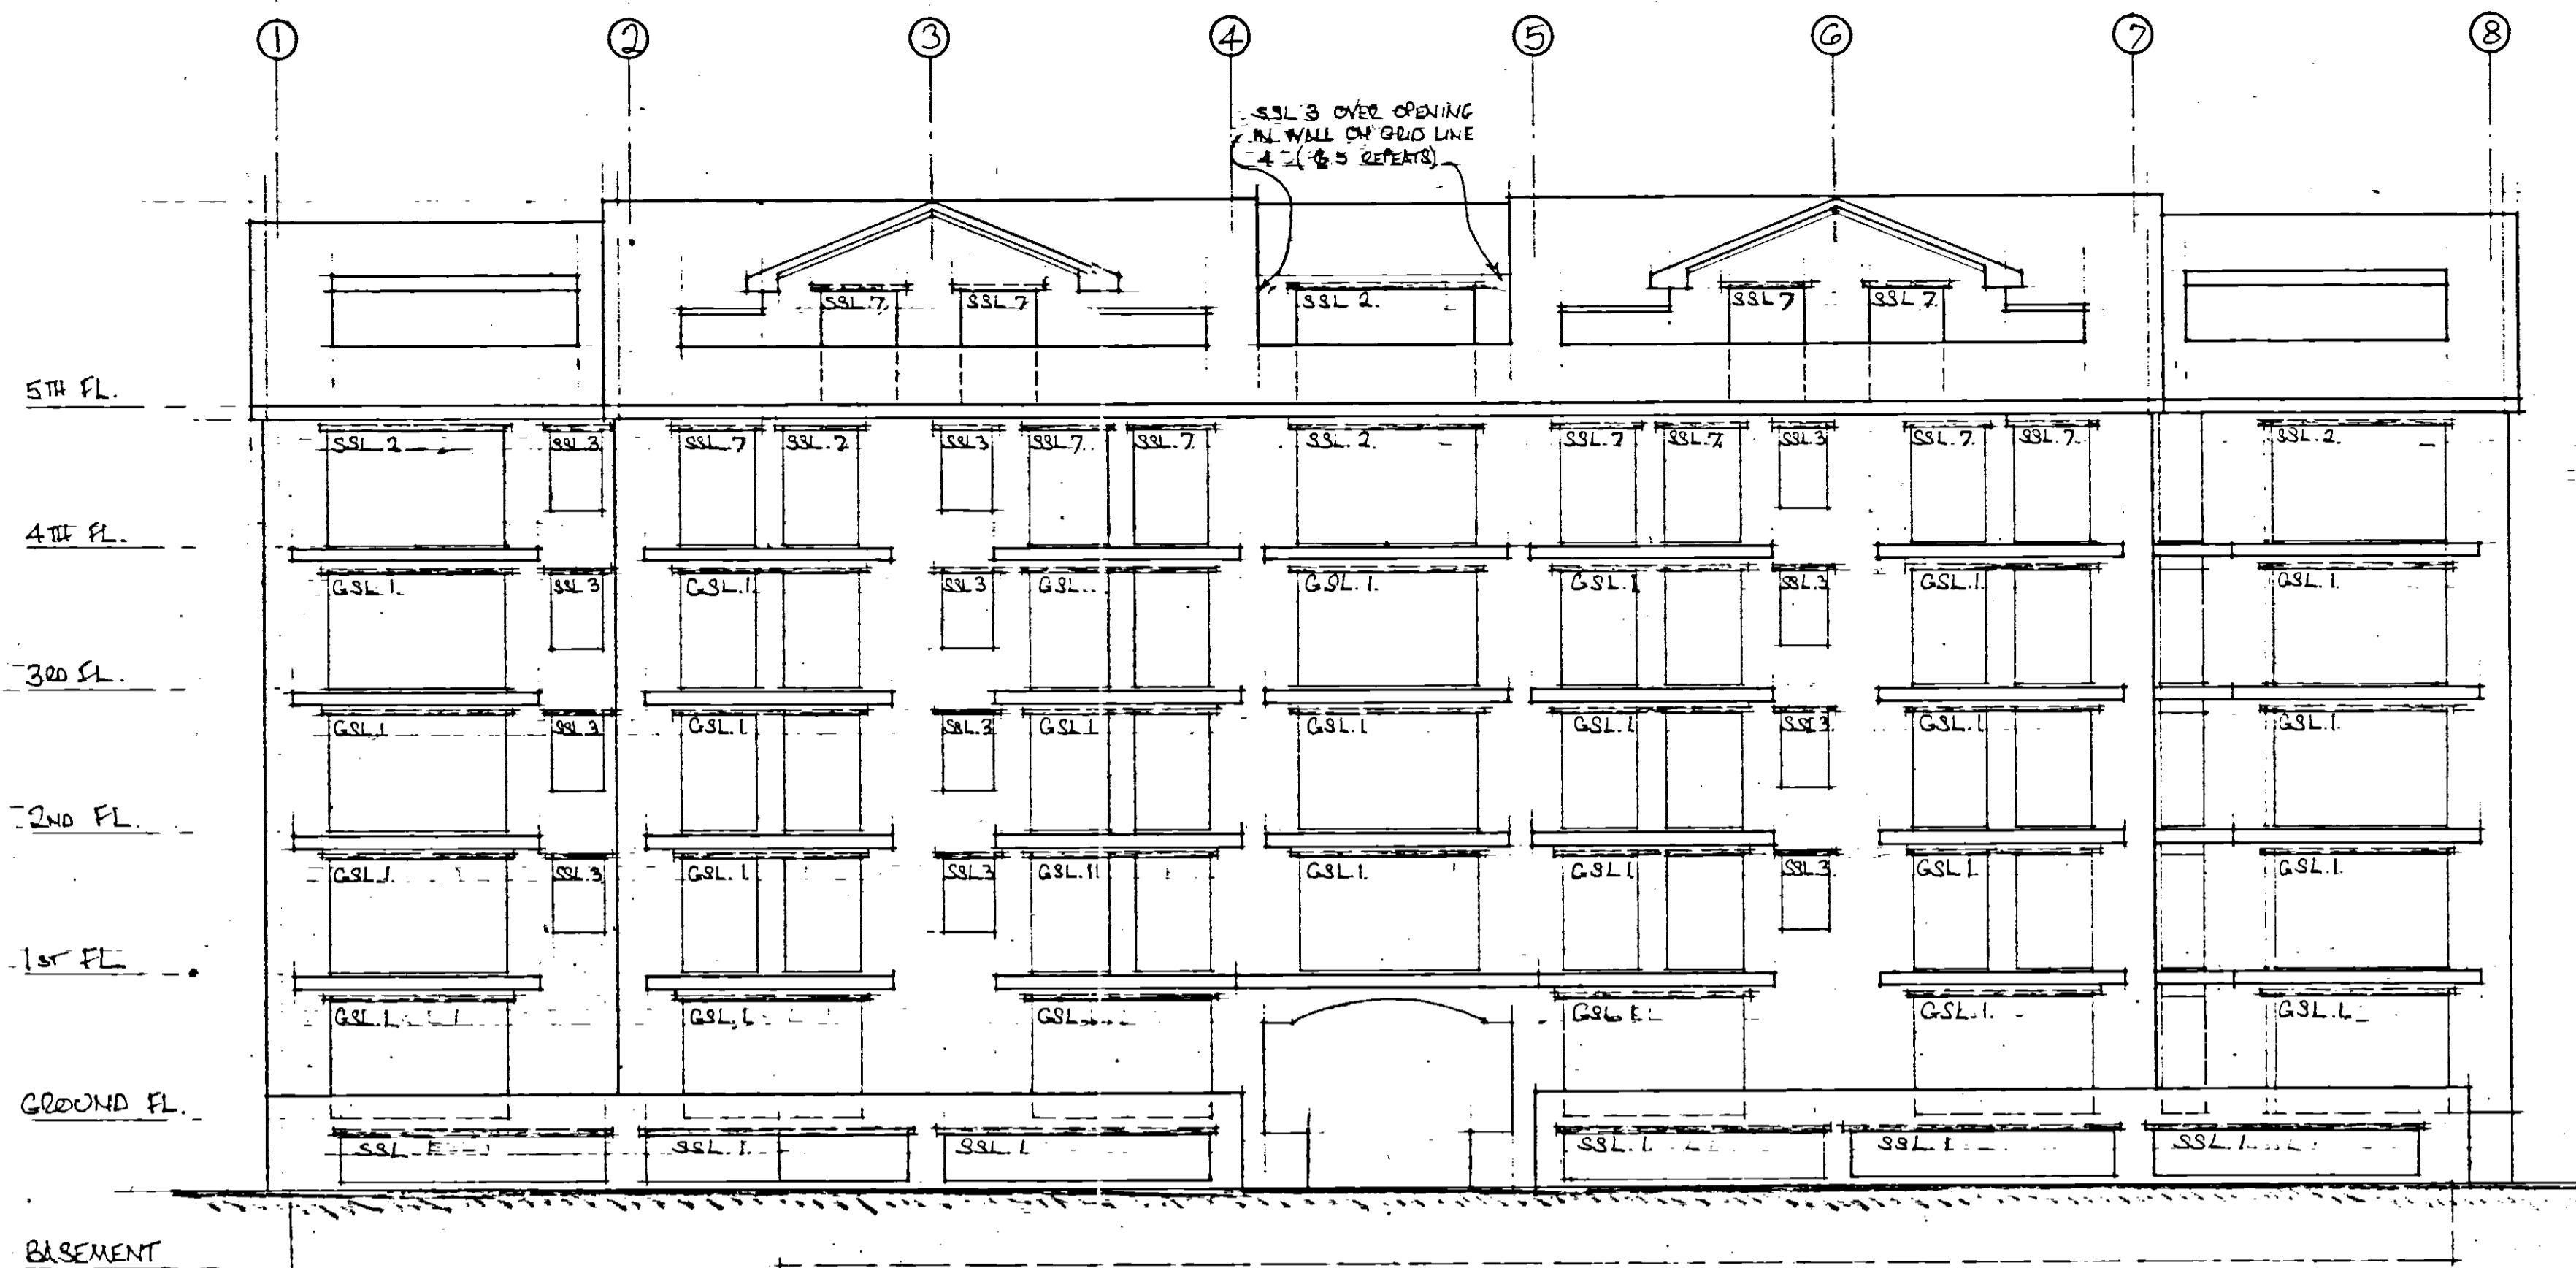 1 2 3 4 5 6 7 8
SSL 3 OVER OPENING
IN WALL ON GRID LINE
4 (& 5 REPEATS)
SSL 7 SSL 7 SSL 2. SSL 7 SSL 7
5TH FL.
SSL.2 SSL.3 SSL.7 SSL.7 SSL.3 SSL.7. SSL.7. SSL.2. SSL.7 SSL.7 SSL.3 SSL.7. SSL.7. SSL.2
4TH FL.
GSL.1. SSL.3 GSL.1. SSL.3 GSL.. GSL.1. GSL.1 SSL.3 GSL.1. GSL.1.
3RD FL.
GSL.1 SSL.3 GSL.1 SSL.3 GSL.1 GSL.1 GSL.1 SSL.3 GSL.1. GSL.1.
2ND FL.
GSL.1. SSL.3 GSL.1 SSL.3 GSL.1 GSL.1. GSL.1 SSL.3. GSL.1 GSL.1.
1ST FL
GSL.1 GSL.1 GSL GSL.1 GSL.1. GSL.1
GROUND FL.
SSL SSL.1. SSL.1 SSL.1. SSL.1 SSL.1.
BASEMENT